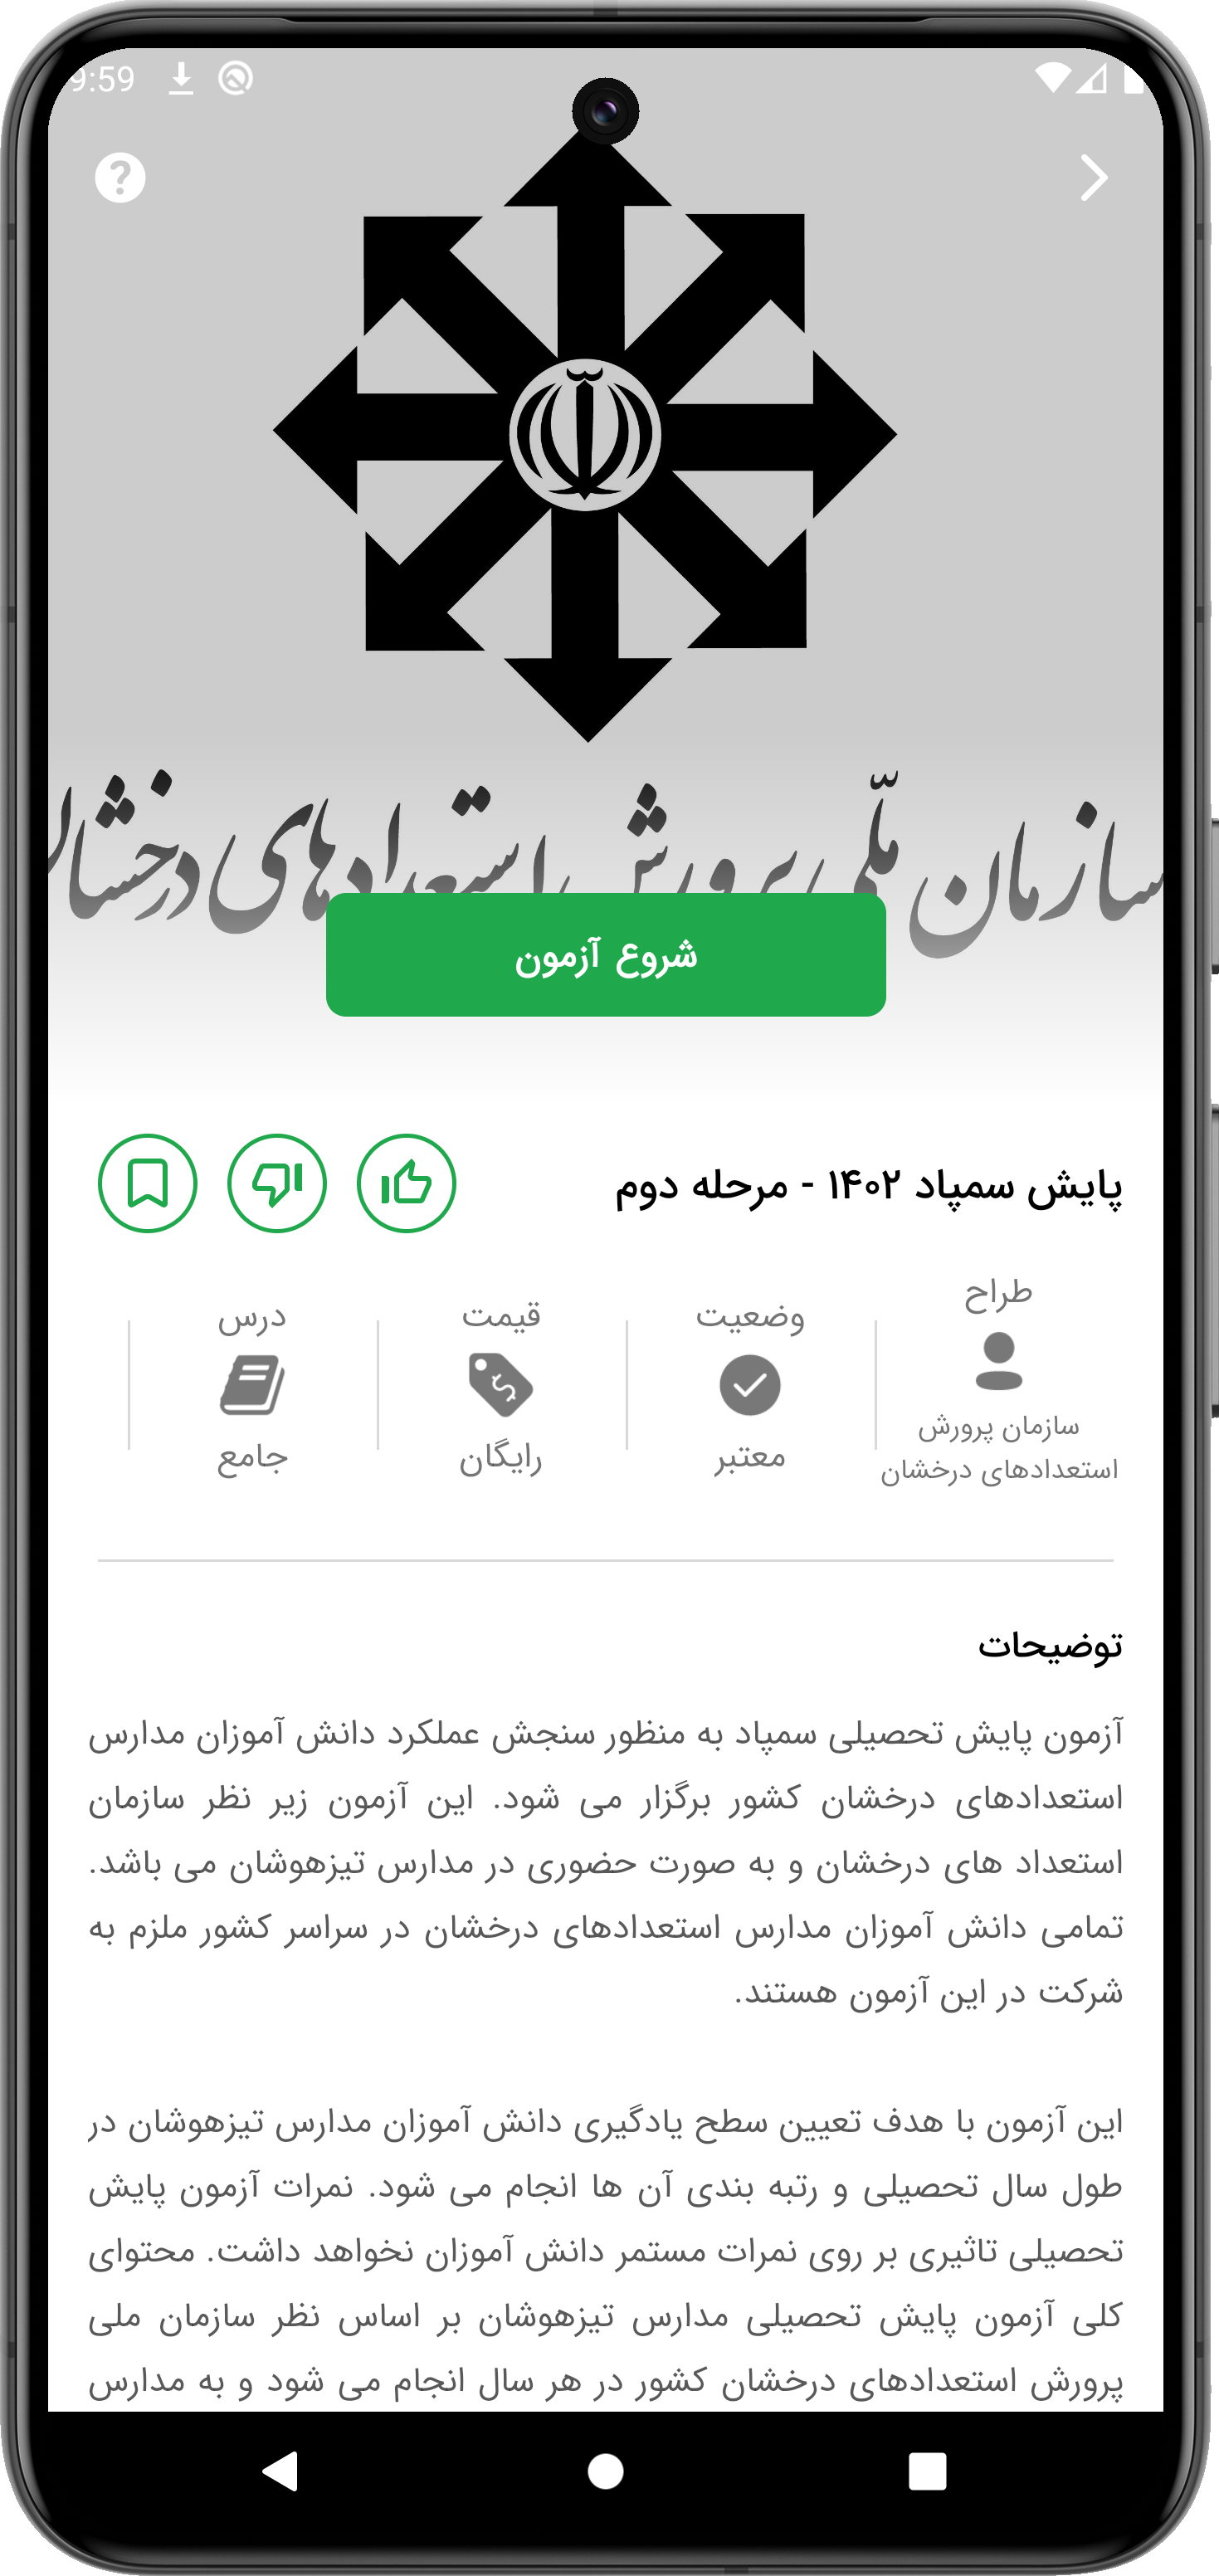 9:59
سازمان ملّی پرورش استعدادهای درخشان
شروع آزمون
پایش سمپاد ۱۴۰۲ - مرحله دوم
طراح
سازمان پرورش
استعدادهای درخشان
وضعیت
معتبر
قیمت
رایگان
درس
جامع
توضیحات
آزمون پایش تحصیلی سمپاد به منظور سنجش عملکرد دانش آموزان مدارس
استعدادهای درخشان کشور برگزار می شود. این آزمون زیر نظر سازمان
استعداد های درخشان و به صورت حضوری در مدارس تیزهوشان می باشد.
تمامی دانش آموزان مدارس استعدادهای درخشان در سراسر کشور ملزم به
شرکت در این آزمون هستند.
این آزمون با هدف تعیین سطح یادگیری دانش آموزان مدارس تیزهوشان در
طول سال تحصیلی و رتبه بندی آن ها انجام می شود. نمرات آزمون پایش
تحصیلی تاثیری بر روی نمرات مستمر دانش آموزان نخواهد داشت. محتوای
کلی آزمون پایش تحصیلی مدارس تیزهوشان بر اساس نظر سازمان ملی
پرورش استعدادهای درخشان کشور در هر سال انجام می شود و به مدارس